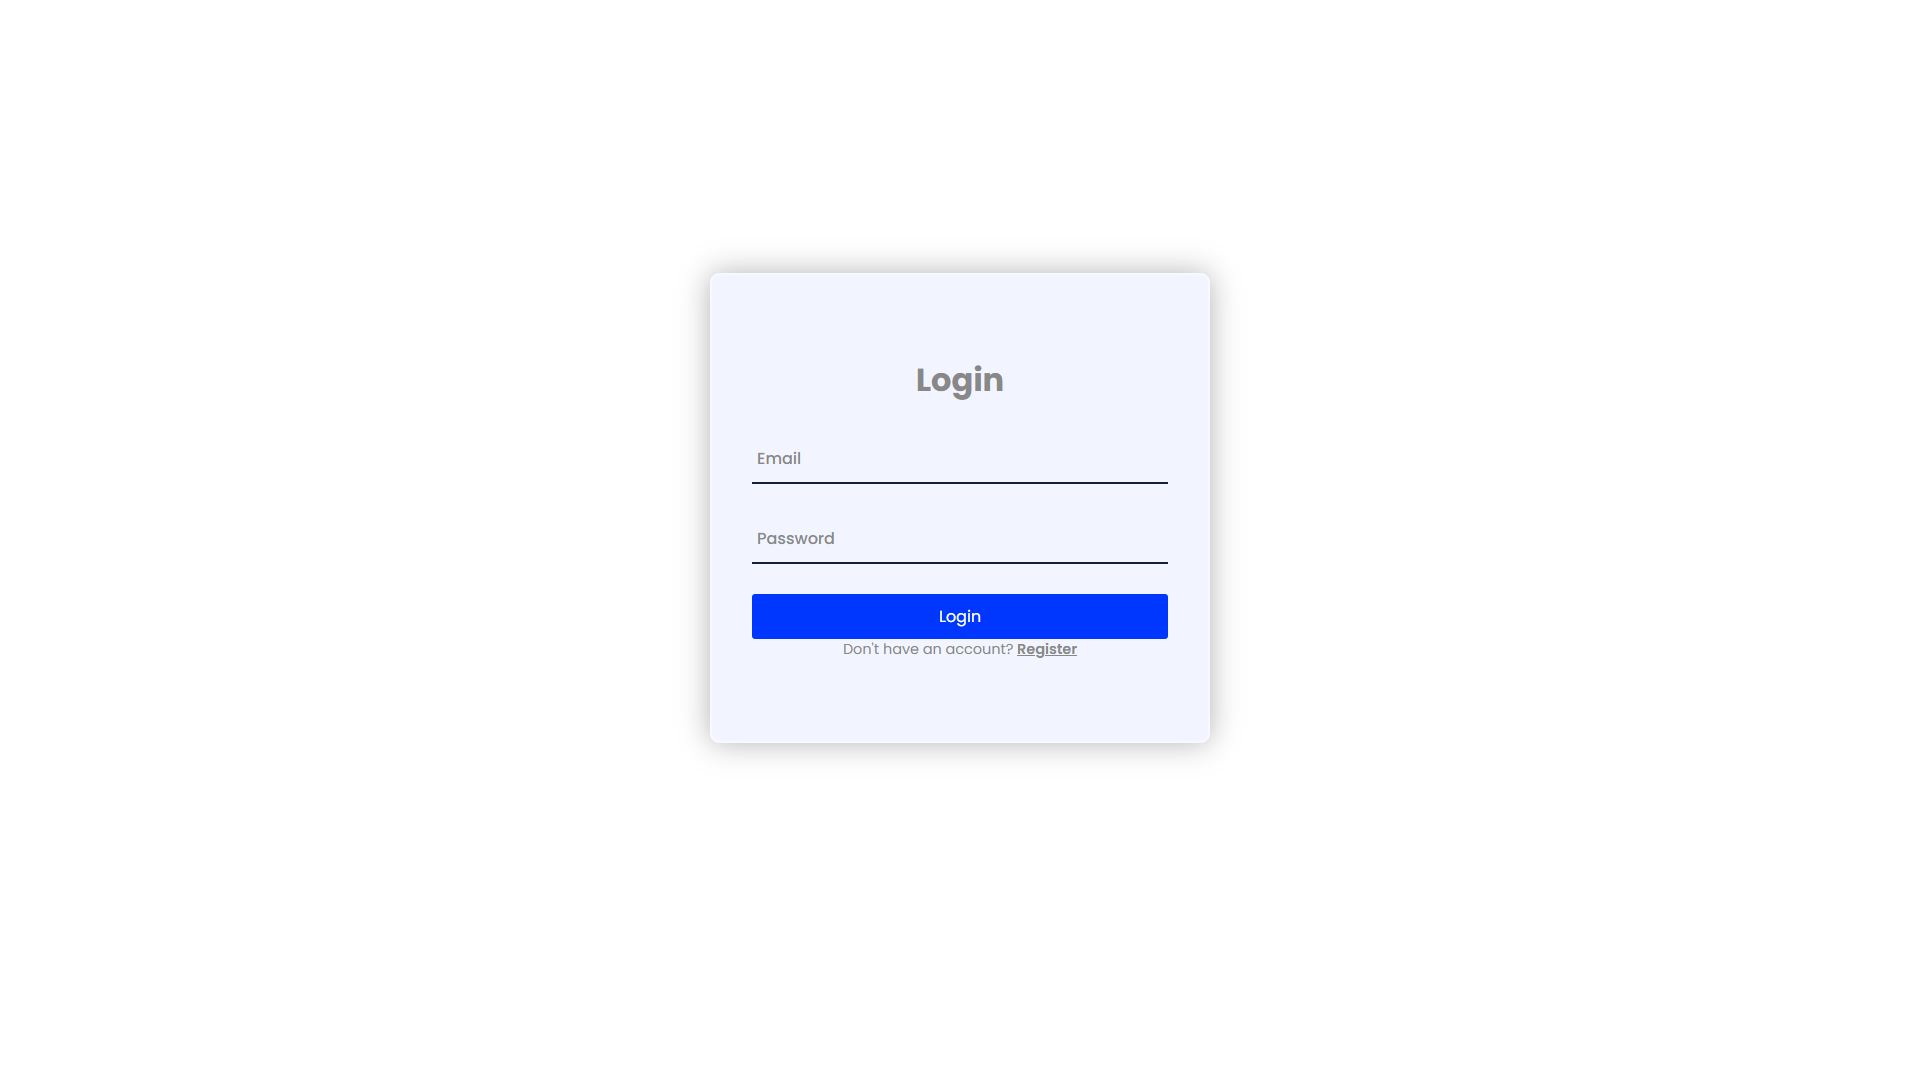 Login
Email
Password
Login
Don't have an account? Register